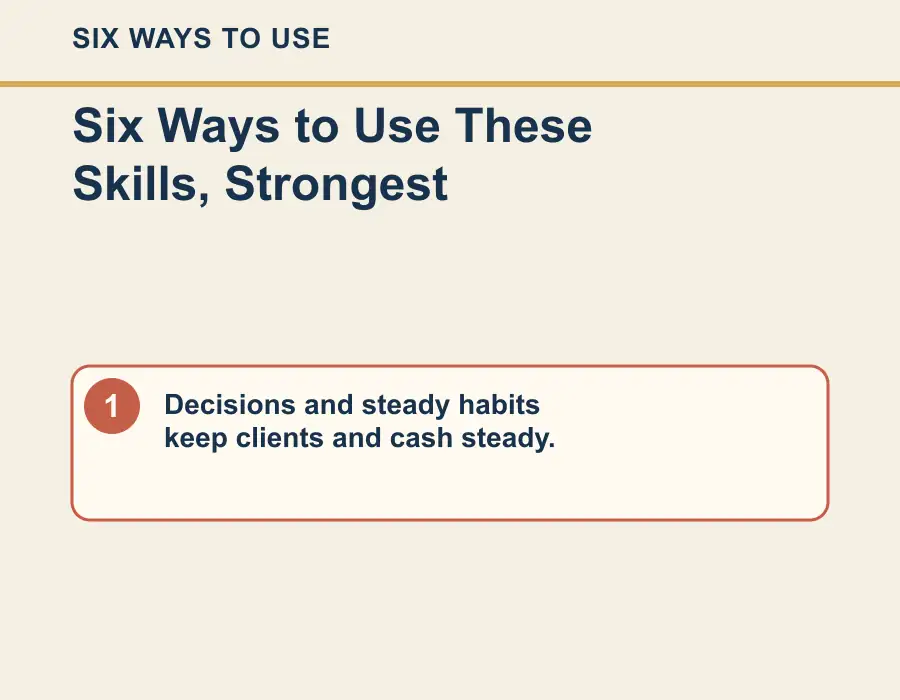 SIX WAYS TO USE
Six Ways to Use These
Skills, Strongest
1
Decisions and steady habits
keep clients and cash steady.